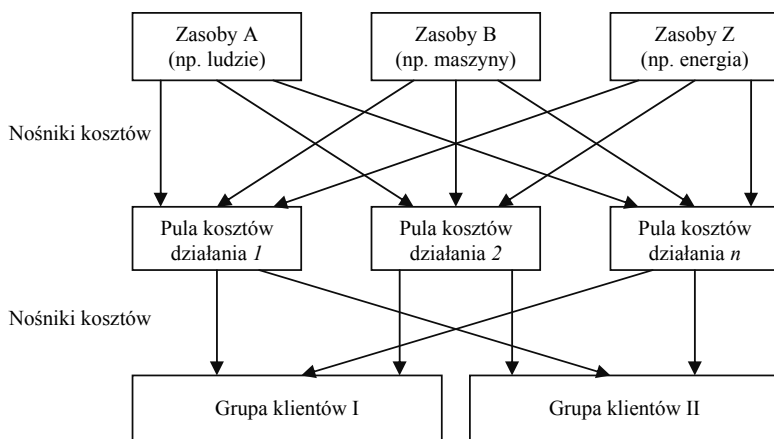 Zasoby A
(np. ludzie)
Zasoby B
(np. maszyny)
Zasoby Z
(np. energia)
Nośniki kosztów
Pula kosztów
działania 1
Pula kosztów
działania 2
Pula kosztów
działania n
Nośniki kosztów
Grupa klientów I
Grupa klientów II